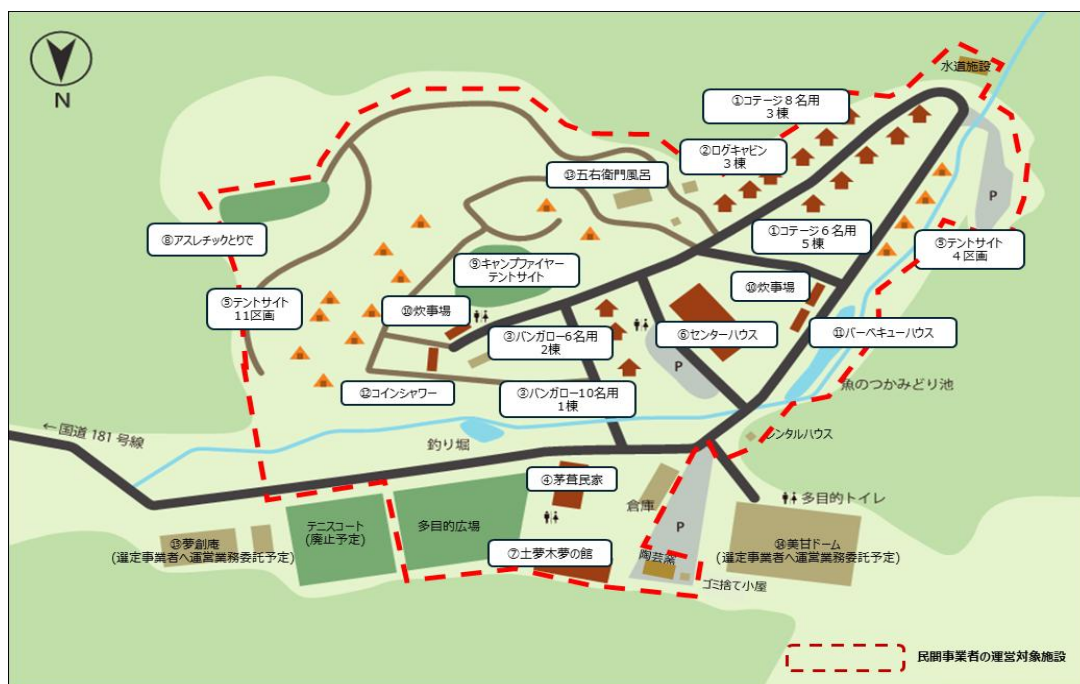 N
水道施設
①コテージ8名用
3棟
②ログキャビン
3棟
⑬五右衛門風呂
P
①コテージ6名用
5棟
⑤テントサイト
4区画
⑧アスレチックとりで
⑨キャンプファイヤー
テントサイト
⑩炊事場
⑤テントサイト
11区画
⑩炊事場
③バンガロー6名用
2棟
⑥センターハウス
⑪バーベキューハウス
P
⑫コインシャワー
③バンガロー10名用
1棟
魚のつかみどり池
←国道181号線
釣り堀
レンタルハウス
④茅葺民家
倉庫
多目的トイレ
テニスコート
(廃止予定)
多目的広場
P
⑮夢創庵
(選定事業者へ運営業務委託予定)
⑦土夢木夢の館
陶芸窯
⑭美甘ドーム
(選定事業者へ運営業務委託予定)
ゴミ捨て小屋
民間事業者の運営対象施設